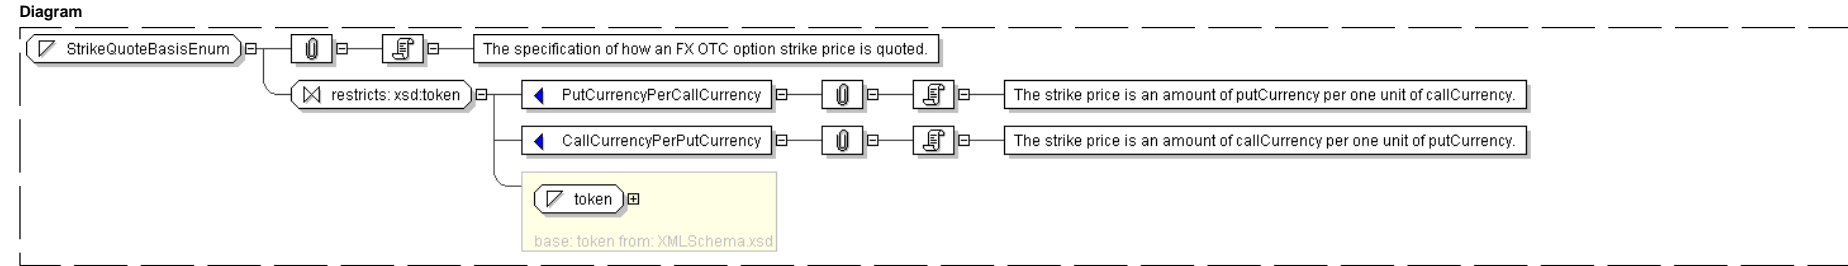 Diagram
StrikeQuoteBasisEnum
The specification of how an FX OTC option strike price is quoted.
restricts: xsd:token
PutCurrencyPerCallCurrency
The strike price is an amount of putCurrency per one unit of callCurrency.
CallCurrencyPerPutCurrency
The strike price is an amount of callCurrency per one unit of putCurrency.
token
base: token from: XMLSchema.xsd